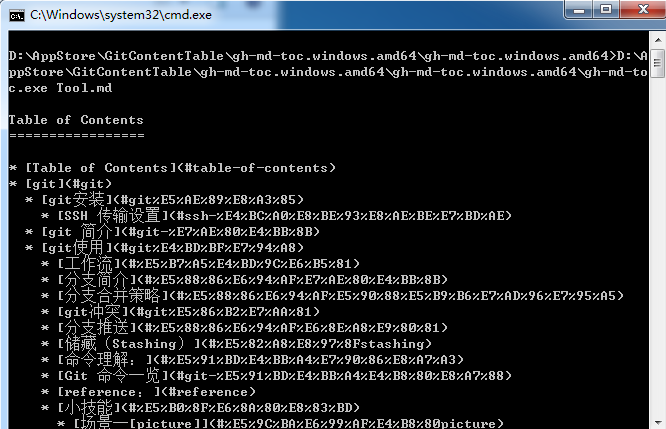 C:\Windows\system32\cmd.exe
D:\AppStore\GitContentTable\gh-md-toc.windows.amd64\gh-md-toc.windows.amd64>D:\A
ppStore\GitContentTable\gh-md-toc.windows.amd64\gh-md-toc.windows.amd64\gh-md-to
c.exe Tool.md
Table of Contents
=================
* [Table of Contents](#table-of-contents)
* [git](#git)
* [git安装](#git%E5%AE%89%E8%A3%85)
* [SSH 传输设置](#ssh-%E4%BC%A0%E8%BE%93%E8%AE%BE%E7%BD%AE)
* [git 简介](#git-%E7%AE%80%E4%BB%8B)
* [git使用](#git%E4%BD%BF%E7%94%A8)
* [工作流](#%E5%B7%A5%E4%BD%9C%E6%B5%81)
* [分支简介](#%E5%88%86%E6%94%AF%E7%AE%80%E4%BB%8B)
* [分支合并策略](#%E5%88%86%E6%94%AF%E5%90%88%E5%B9%B6%E7%AD%96%E7%95%A5)
* [git冲突](#git%E5%86%B2%E7%AA%81)
* [分支推送](#%E5%88%86%E6%94%AF%E6%8E%A8%E9%80%81)
* [储藏（Stashing）](#%E5%82%A8%E8%97%8Fstashing)
* [命令理解：](#%E5%91%BD%E4%BB%A4%E7%90%86%E8%A7%A3)
* [Git 命令一览](#git-%E5%91%BD%E4%BB%A4%E4%B8%80%E8%A7%88)
* [reference：](#reference)
* [小技能](#%E5%B0%8F%E6%8A%80%E8%83%BD)
* [场景一[picture]](#%E5%9C%BA%E6%99%AF%E4%B8%80picture)